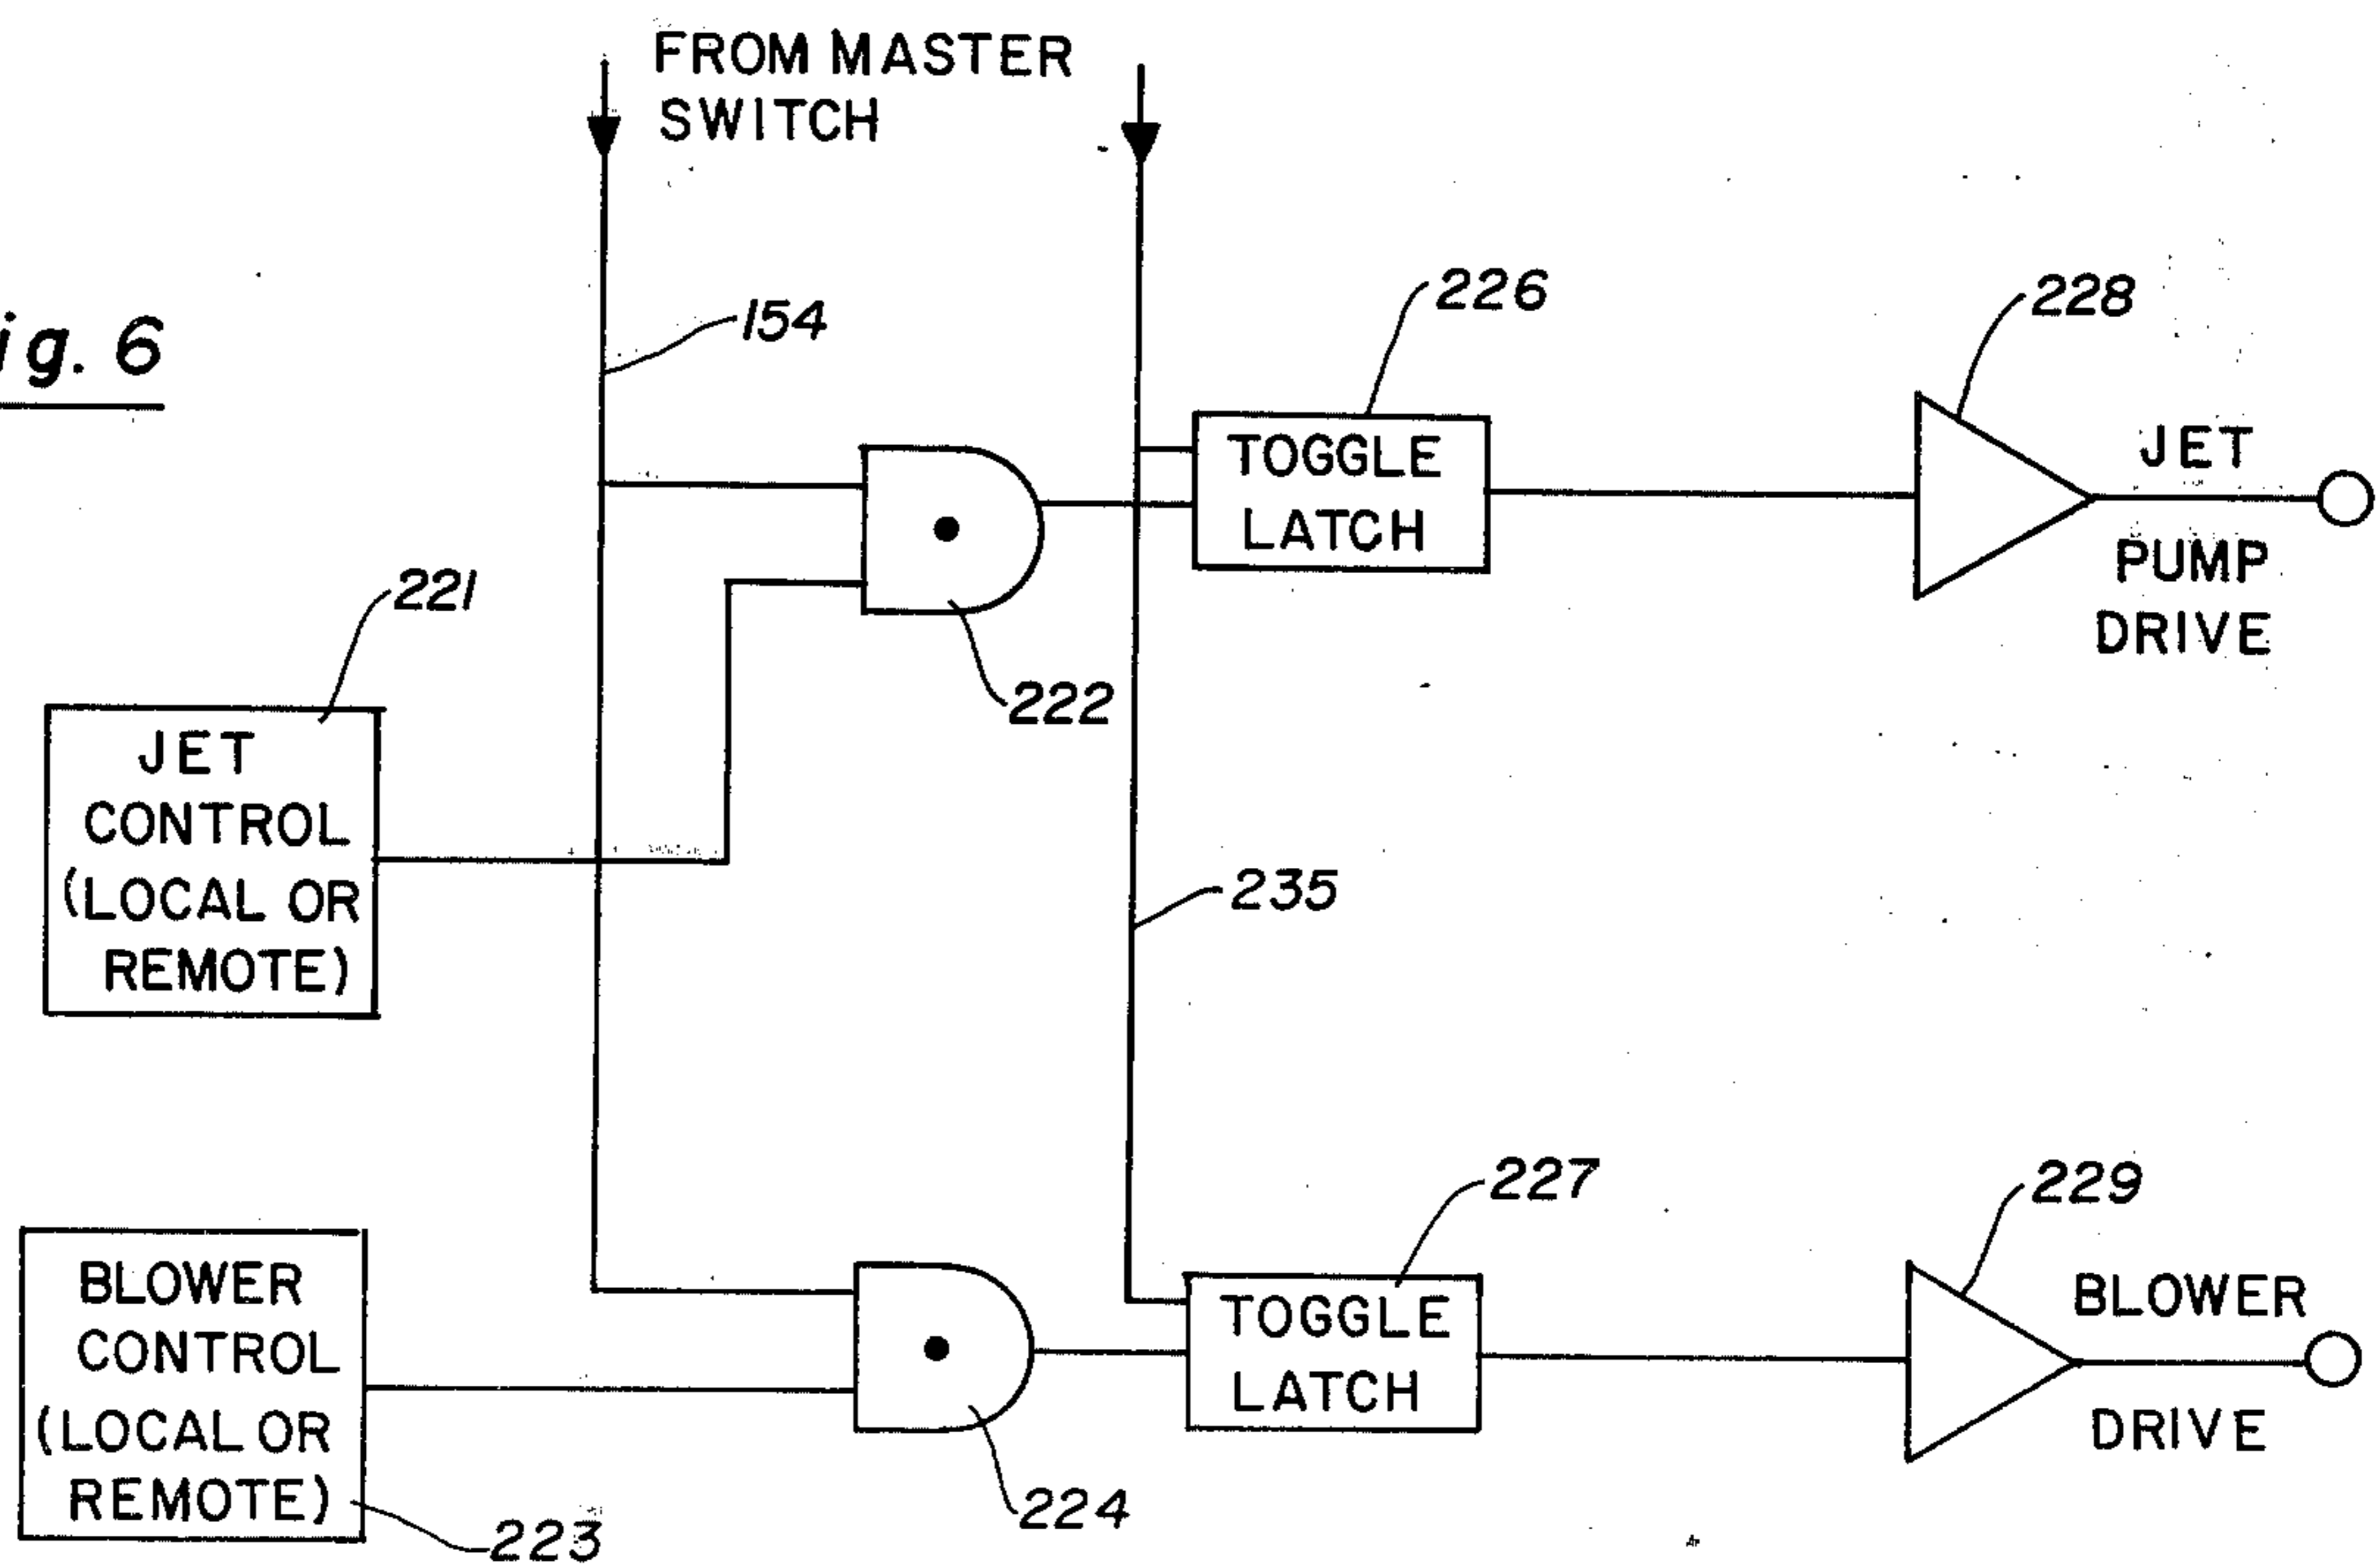 FROM MASTER
SWITCH
ig. 6
154
226
228
TOGGLE
LATCH
JET
PUMP
DRIVE
221
222
JET
CONTROL
(LOCAL OR
REMOTE)
235
227
229
BLOWER
CONTROL
(LOCAL OR
REMOTE)
TOGGLE
LATCH
BLOWER
DRIVE
224
223